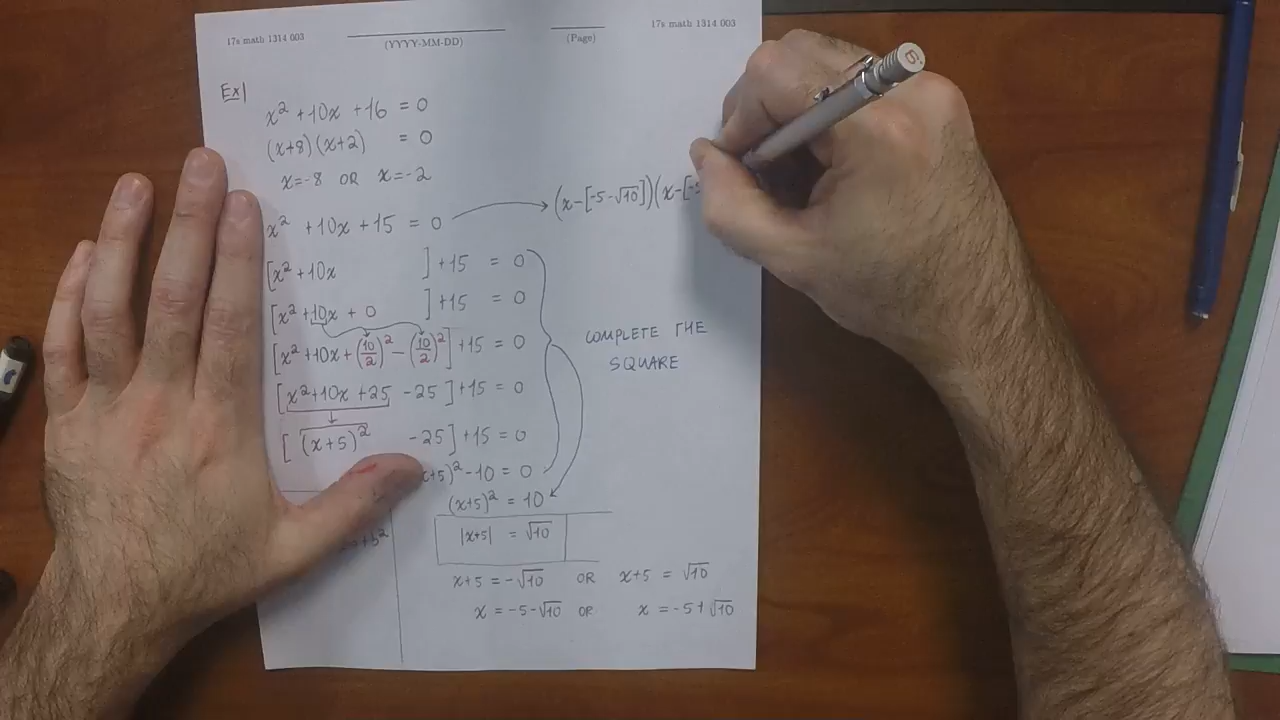 17s math 1314 003
(YYYY-MM-DD)
(Page)
17s math 1314 003
Ex1
x² + 10x + 16 = 0
(x+8)(x+2) = 0
x=-8 OR x=-2
x² + 10x + 15 = 0 → (x-[-5-√10])(x-[-5
[x² + 10x ] + 15 = 0
[x² + 10x + 0 ] + 15 = 0
[x² + 10x + (10/2)² - (10/2)²] + 15 = 0
[x² + 10x + 25 - 25] + 15 = 0
[(x+5)² - 25] + 15 = 0
x+5)² - 10 = 0
(x+5)² = 10
|x+5| = √10
x+5 = -√10 OR x+5 = √10
x = -5-√10 OR x = -5+√10
COMPLETE THE
SQUARE
+b²